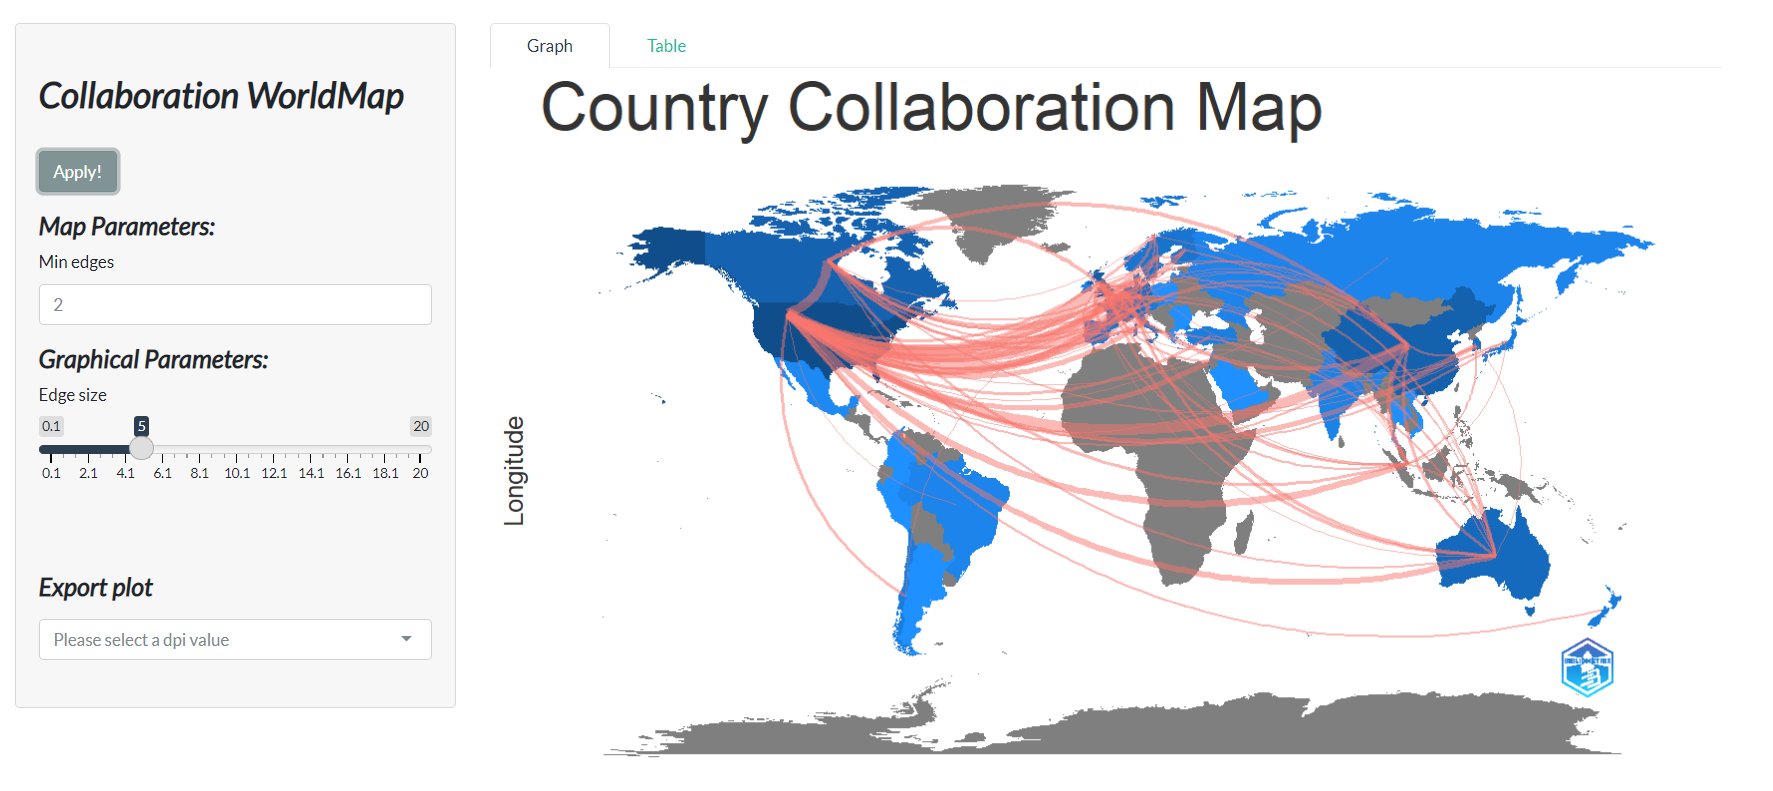 Collaboration WorldMap
Apply!
Map Parameters:
Min edges
2
Graphical Parameters:
Edge size
0.1 5 20
0.1 2.1 4.1 6.1 8.1 10.1 12.1 14.1 16.1 18.1 20
Export plot
Please select a dpi value
Graph Table
Country Collaboration Map
Longitude